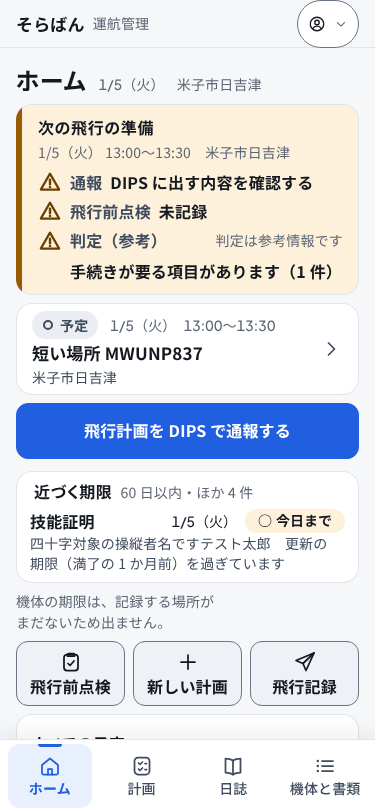 そらばん 運航管理
ホーム 1/5（火） 米子市日吉津
次の飛行の準備
1/5（火） 13:00〜13:30 米子市日吉津
通報 DIPS に出す内容を確認する
飛行前点検 未記録
判定（参考） 判定は参考情報です
手続きが要る項目があります（1 件）
予定 1/5（火） 13:00〜13:30
短い場所 MWUNP837
米子市日吉津
飛行計画を DIPS で通報する
近づく期限 60 日以内・ほか 4 件
技能証明 1/5（火） 今日まで
四十字対象の操縦者名ですテスト太郎 更新の
期限（満了の 1 か月前）を過ぎています
機体の期限は、記録する場所が
まだないため出ません。
飛行前点検 新しい計画 飛行記録
ホーム 計画 日誌 機体と書類